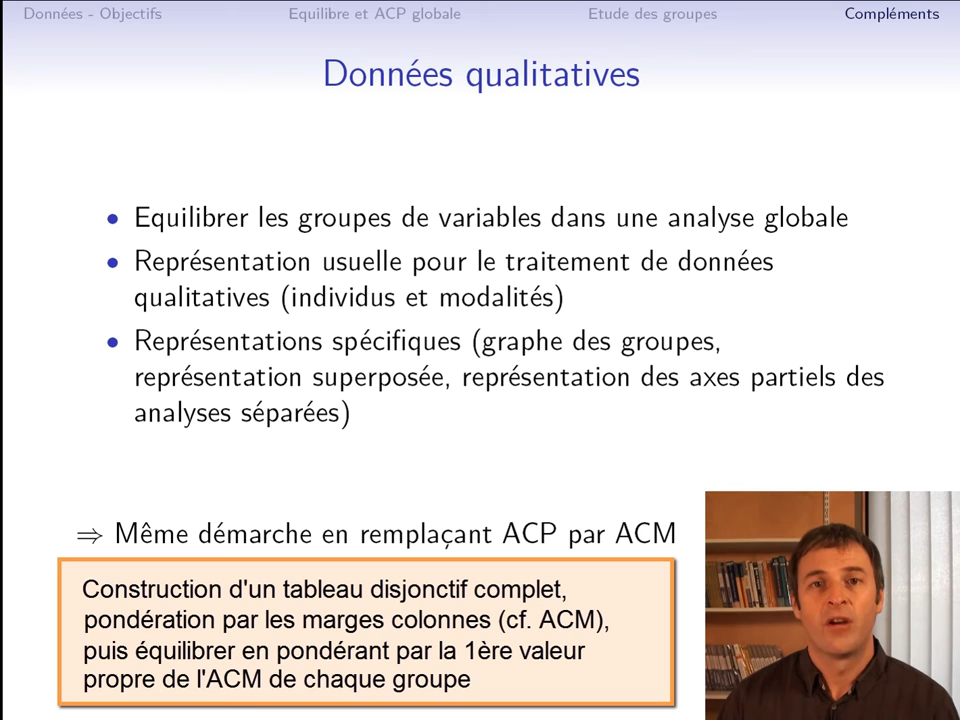 Données - Objectifs Equilibre et ACP globale Etude des groupes Compléments
Données qualitatives
• Equilibrer les groupes de variables dans une analyse globale
• Représentation usuelle pour le traitement de données
qualitatives (individus et modalités)
• Représentations spécifiques (graphe des groupes,
représentation superposée, représentation des axes partiels des
analyses séparées)
⇒ Même démarche en remplaçant ACP par ACM
Construction d'un tableau disjonctif complet,
pondération par les marges colonnes (cf. ACM),
puis équilibrer en pondérant par la 1ère valeur
propre de l'ACM de chaque groupe